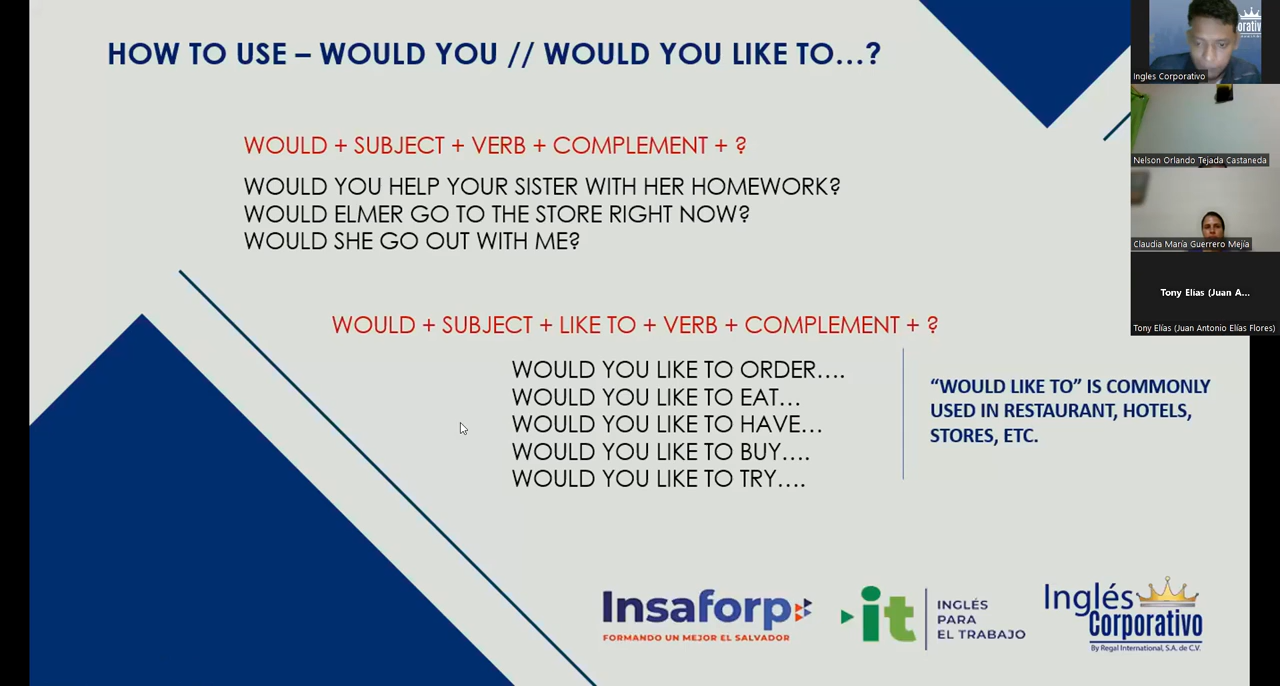 HOW TO USE – WOULD YOU // WOULD YOU LIKE TO…?
WOULD + SUBJECT + VERB + COMPLEMENT + ?
WOULD YOU HELP YOUR SISTER WITH HER HOMEWORK?
WOULD ELMER GO TO THE STORE RIGHT NOW?
WOULD SHE GO OUT WITH ME?
WOULD + SUBJECT + LIKE TO + VERB + COMPLEMENT + ?
WOULD YOU LIKE TO ORDER….
WOULD YOU LIKE TO EAT…
WOULD YOU LIKE TO HAVE…
WOULD YOU LIKE TO BUY….
WOULD YOU LIKE TO TRY….
“WOULD LIKE TO” IS COMMONLY
USED IN RESTAURANT, HOTELS,
STORES, ETC.
Insaforp
FORMANDO UN MEJOR EL SALVADOR
it
INGLÉS
PARA
EL TRABAJO
Inglés
Corporativo
By Regal International, S.A. de C.V.
orativo
Ingles Corporativo
Nelson Orlando Tejada Castaneda
Claudia María Guerrero Mejía
Tony Elias (Juan A...
Tony Elías (Juan Antonio Elías Flores)